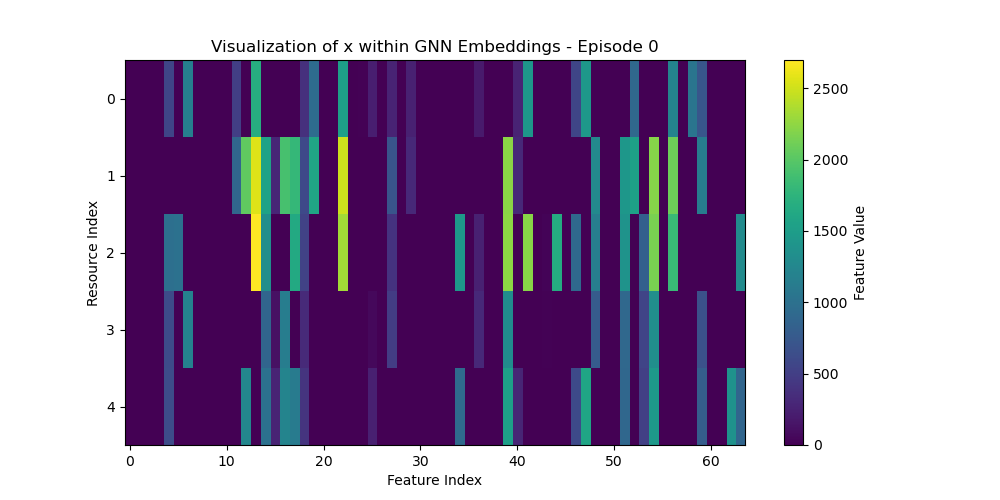 Visualization of x within GNN Embeddings - Episode 0
0
1
2
3
4
Resource Index
0 10 20 30 40 50 60
Feature Index
2500
2000
1500
1000
500
0
Feature Value